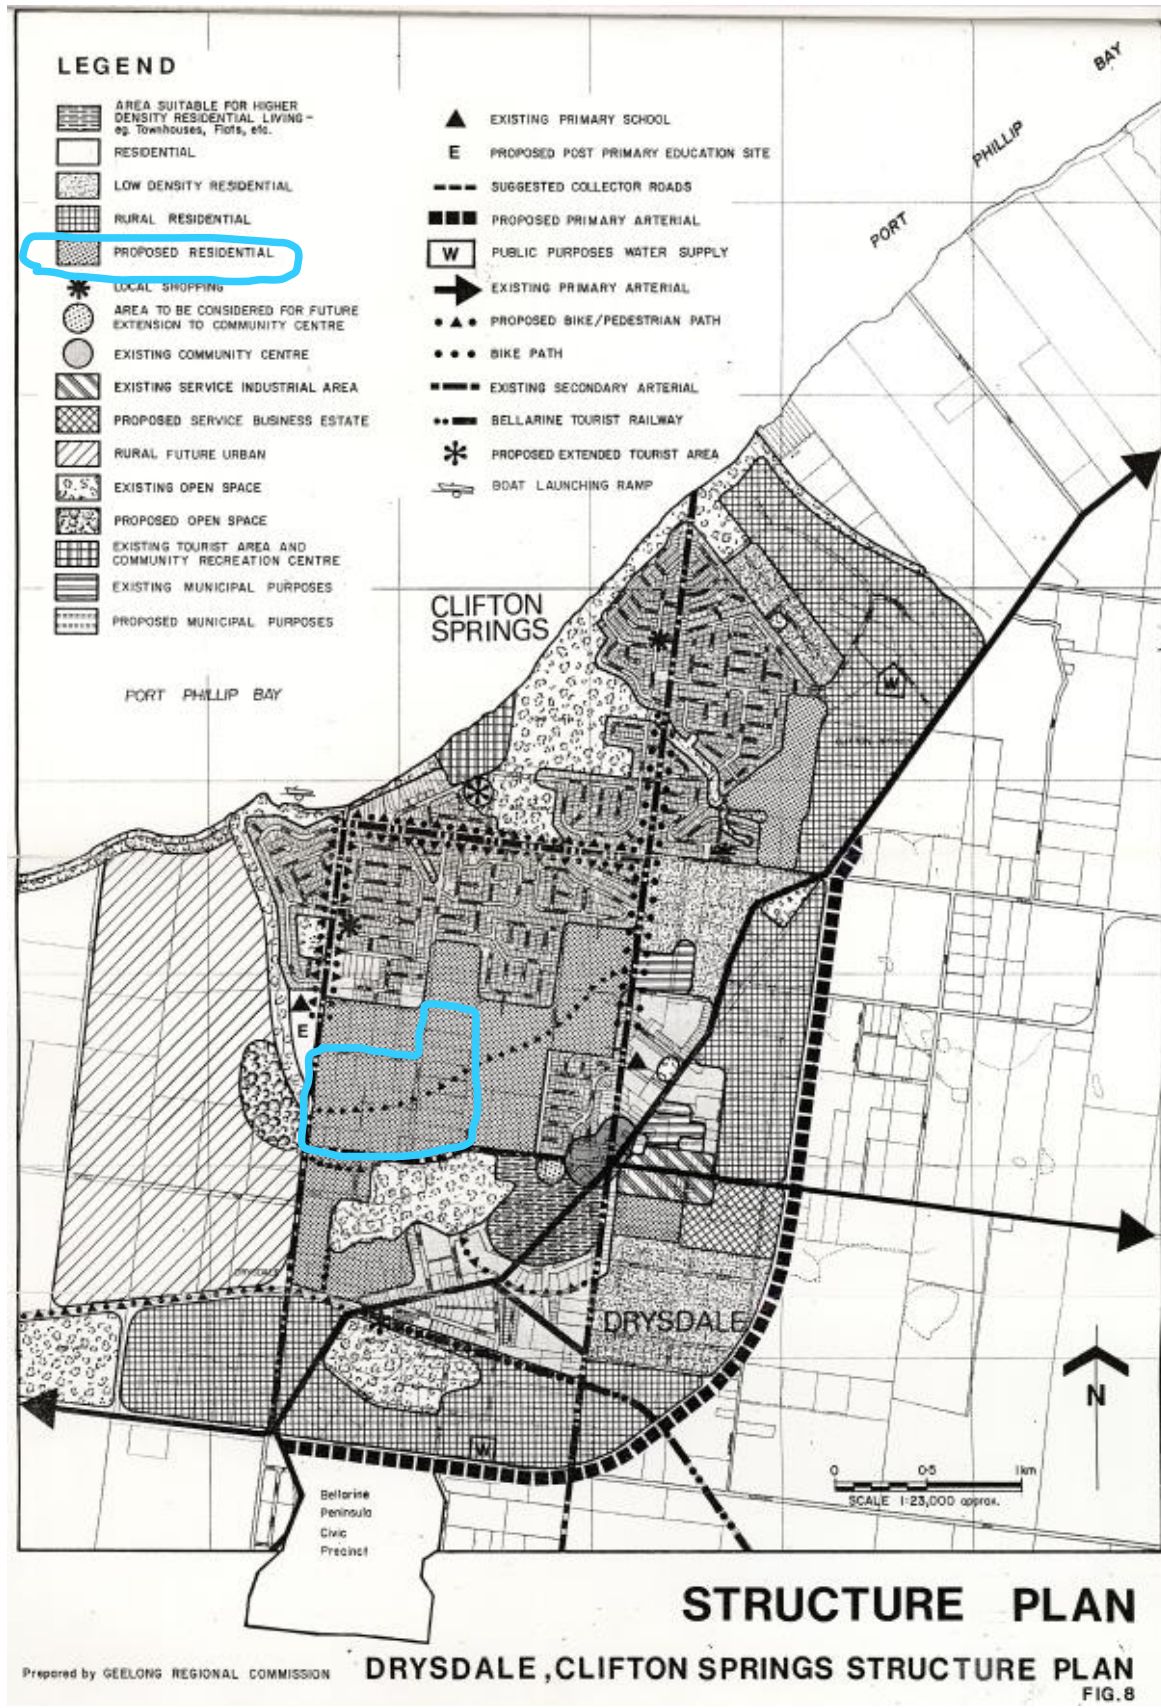 LEGEND
AREA SUITABLE FOR HIGHER
DENSITY RESIDENTIAL LIVING –
eg. Townhouses, Flats, etc.
RESIDENTIAL
LOW DENSITY RESIDENTIAL
RURAL RESIDENTIAL
PROPOSED RESIDENTIAL
LOCAL SHOPPING
AREA TO BE CONSIDERED FOR FUTURE
EXTENSION TO COMMUNITY CENTRE
EXISTING COMMUNITY CENTRE
EXISTING SERVICE INDUSTRIAL AREA
PROPOSED SERVICE BUSINESS ESTATE
RURAL FUTURE URBAN
EXISTING OPEN SPACE
PROPOSED OPEN SPACE
EXISTING TOURIST AREA AND
COMMUNITY RECREATION CENTRE
EXISTING MUNICIPAL PURPOSES
PROPOSED MUNICIPAL PURPOSES
EXISTING PRIMARY SCHOOL
E PROPOSED POST PRIMARY EDUCATION SITE
SUGGESTED COLLECTOR ROADS
PROPOSED PRIMARY ARTERIAL
W PUBLIC PURPOSES WATER SUPPLY
EXISTING PRIMARY ARTERIAL
PROPOSED BIKE/PEDESTRIAN PATH
BIKE PATH
EXISTING SECONDARY ARTERIAL
BELLARINE TOURIST RAILWAY
PROPOSED EXTENDED TOURIST AREA
BOAT LAUNCHING RAMP
PORT PHILLIP BAY
CLIFTON
SPRINGS
PORT PHILLIP BAY
W
E
DRYSDALE
DRYSDALE
W
N
0 0·5 1km
SCALE 1:23,000 approx.
Bellarine
Peninsula
Civic
Precinct
STRUCTURE PLAN
Prepared by GEELONG REGIONAL COMMISSION
DRYSDALE, CLIFTON SPRINGS STRUCTURE PLAN
FIG. 8